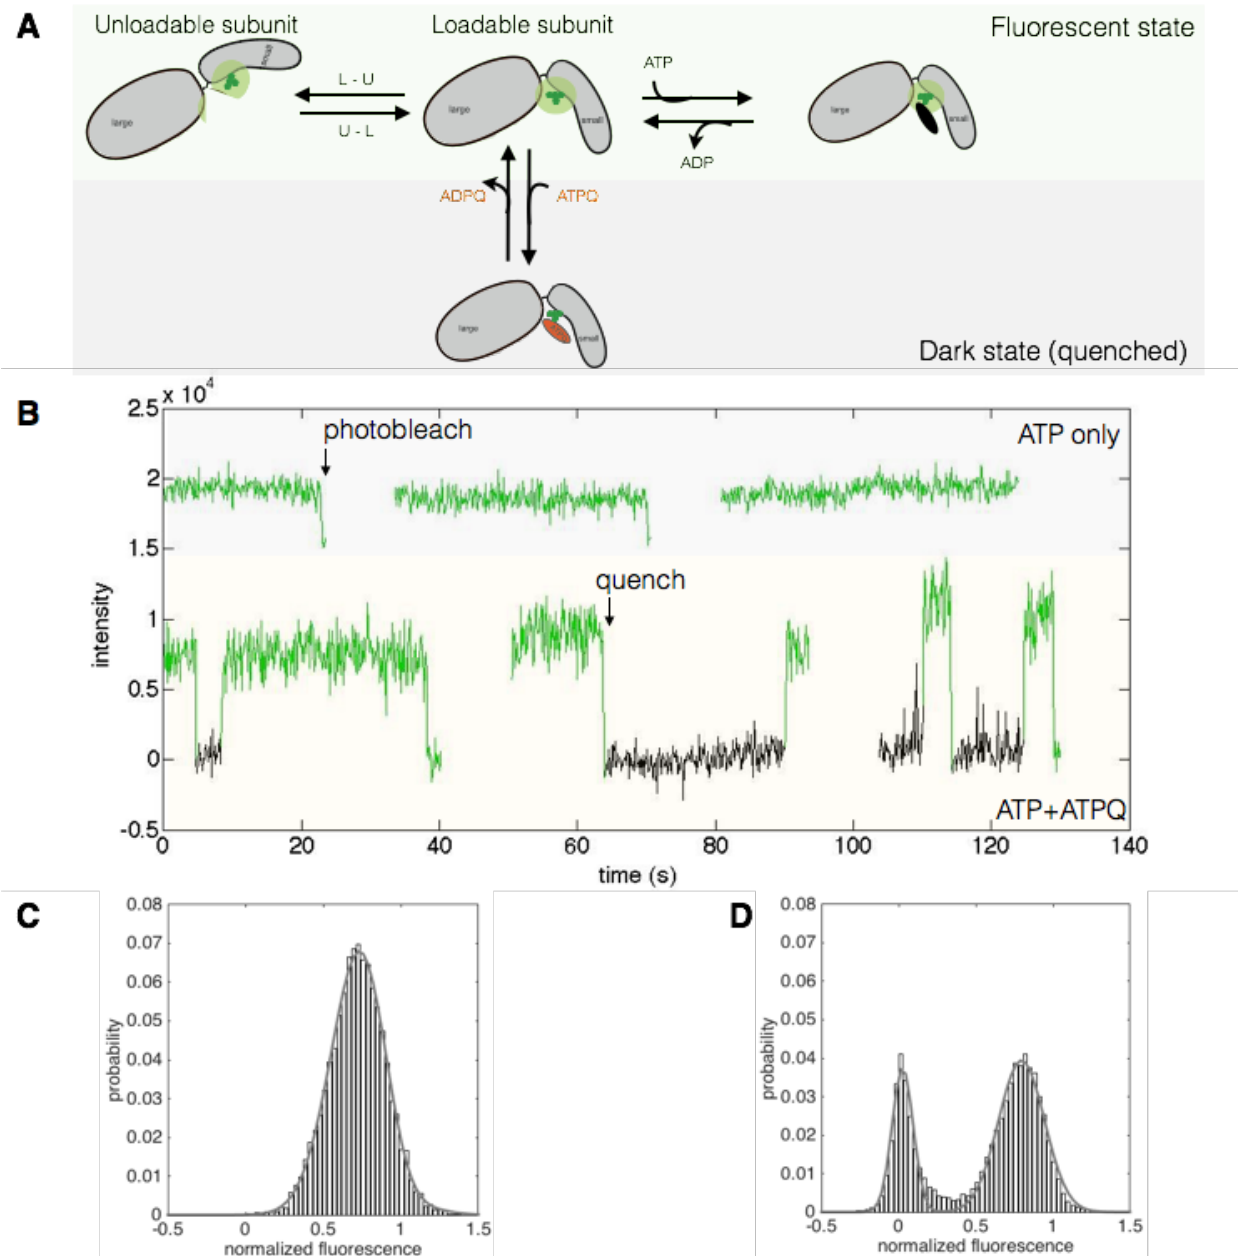 A
Unloadable subunit
Loadable subunit
Fluorescent state
small
large
L - U
U - L
large
small
ATP
ADP
large
small
ADPQ
ATPQ
large
small
Dark state (quenched)
B
x 10^4
2.5
2
1.5
1
0.5
0
-0.5
intensity
photobleach
ATP only
quench
ATP+ATPQ
0 20 40 60 80 100 120 140
time (s)
C
0.08
0.07
0.06
0.05
0.04
0.03
0.02
0.01
0
probability
-0.5 0 0.5 1 1.5
normalized fluorescence
D
0.08
0.07
0.06
0.05
0.04
0.03
0.02
0.01
0
probability
-0.5 0 0.5 1 1.5
normalized fluorescence